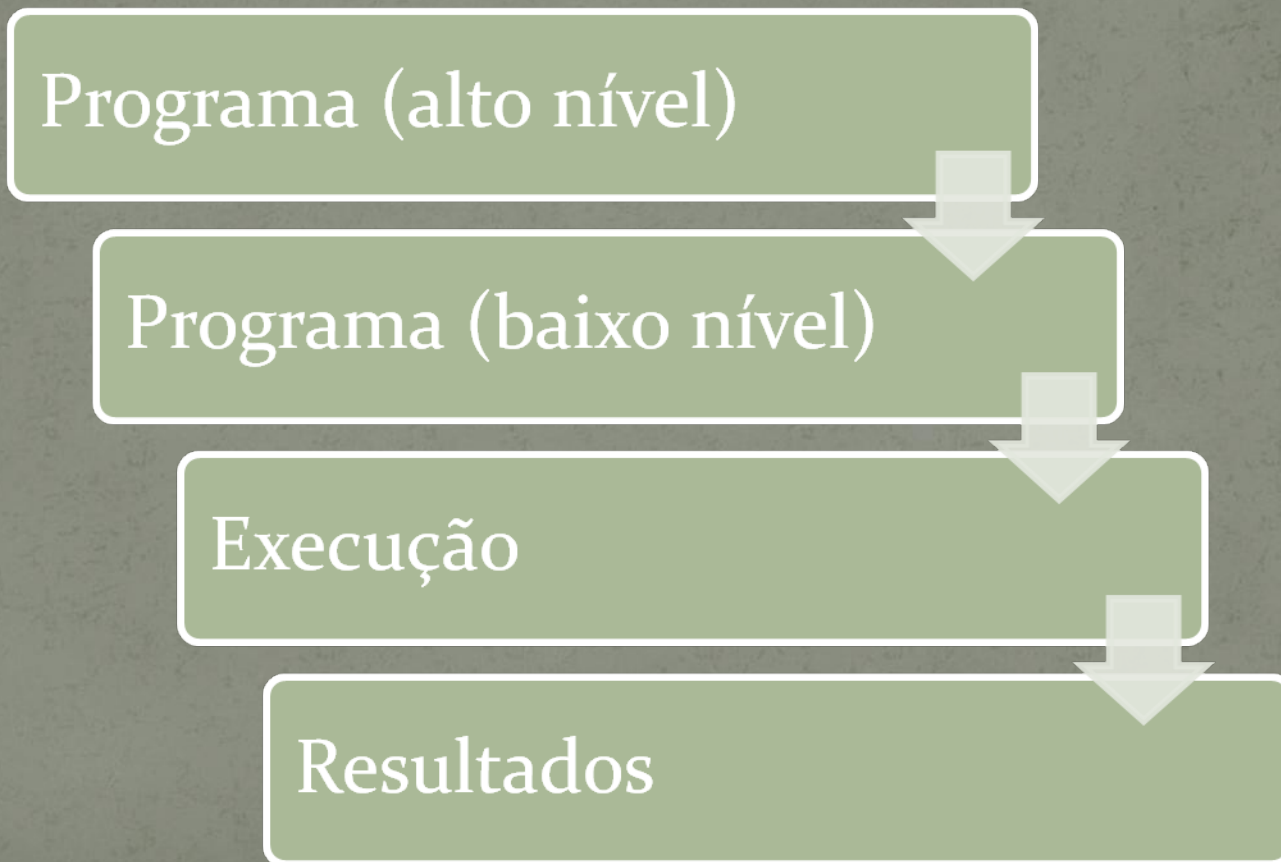 Programa (alto nível)
Programa (baixo nível)
Execução
Resultados